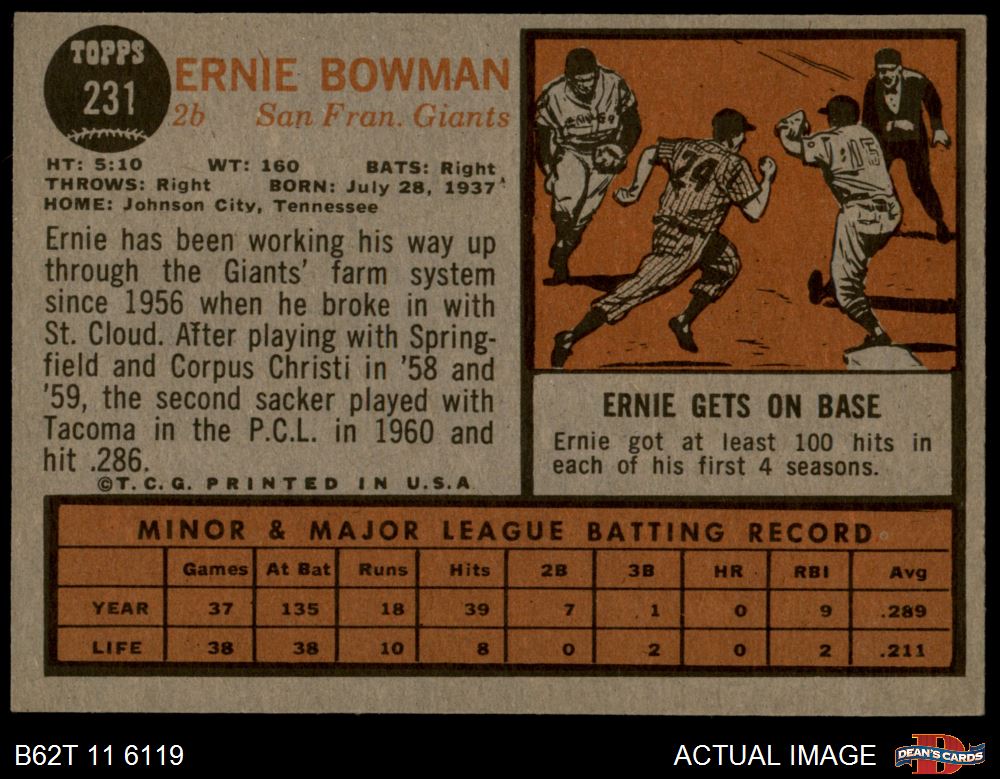 TOPPS
231
ERNIE BOWMAN
2b San Fran. Giants
HT: 5:10 WT: 160 BATS: Right
THROWS: Right BORN: July 28, 1937
HOME: Johnson City, Tennessee
Ernie has been working his way up
through the Giants' farm system
since 1956 when he broke in with
St. Cloud. After playing with Spring-
field and Corpus Christi in '58 and
'59, the second sacker played with
Tacoma in the P.C.L. in 1960 and
hit .286.
©T.C.G. PRINTED IN U.S.A.
24
15
ERNIE GETS ON BASE
Ernie got at least 100 hits in
each of his first 4 seasons.
MINOR & MAJOR LEAGUE BATTING RECORD
Games At Bat Runs Hits 2B 3B HR RBI Avg
YEAR 37 135 18 39 7 1 0 9 .289
LIFE 38 38 10 8 0 2 0 2 .211
B62T 11 6119
ACTUAL IMAGE
DEAN'S CARDS